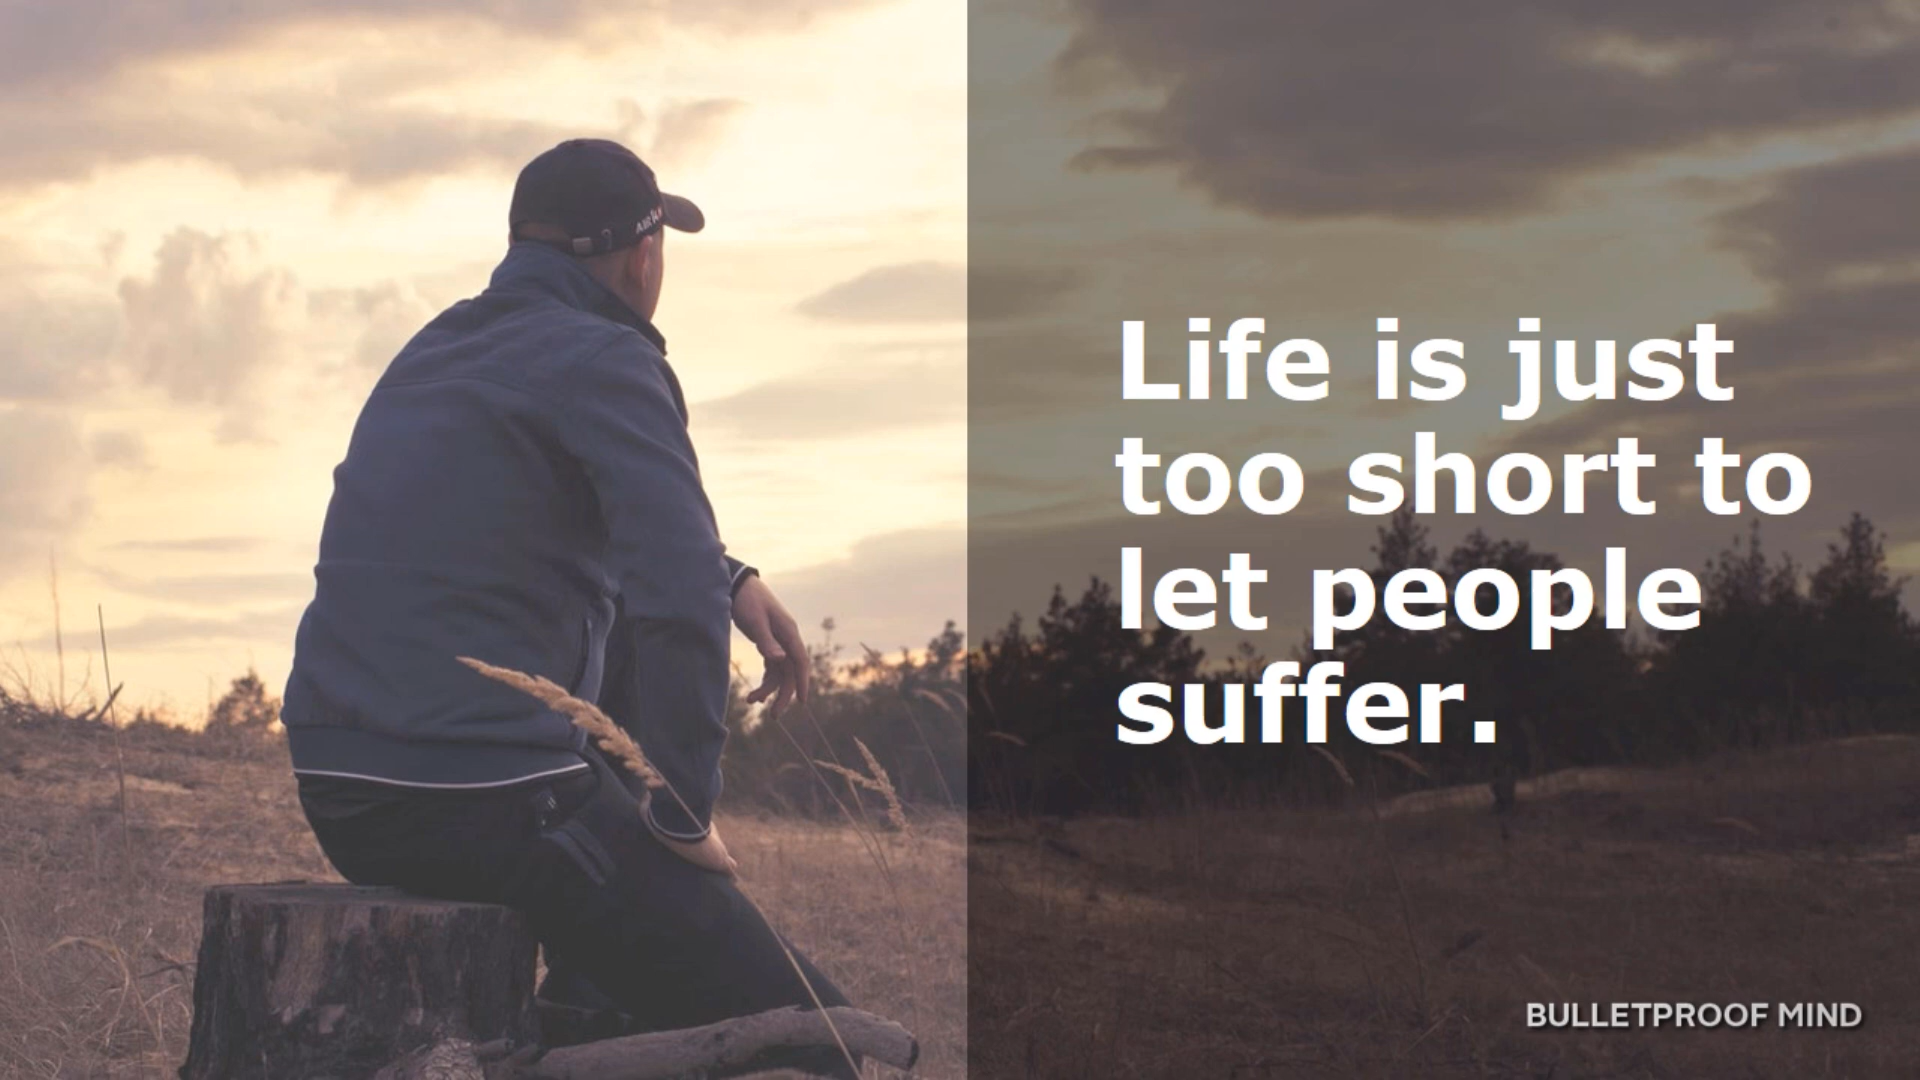 Life is just
too short to
let people
suffer.
BULLETPROOF MIND